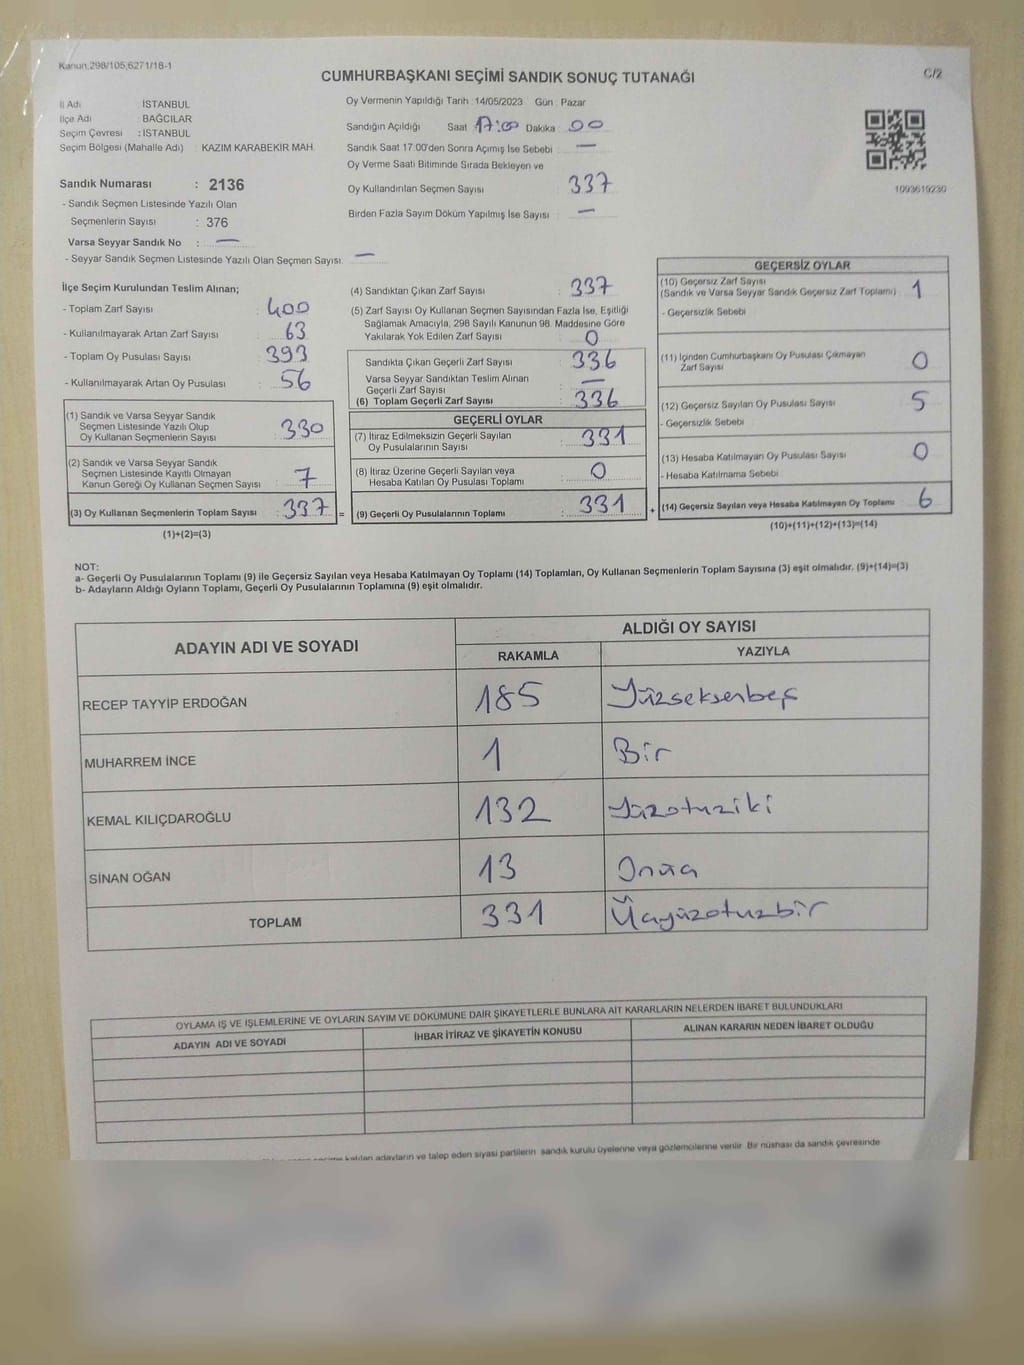 Kanun,298/105,6271/18-1
C/2
CUMHURBAŞKANI SEÇİMİ SANDIK SONUÇ TUTANAĞI
İl Adı İSTANBUL
İlçe Adı BAĞCILAR
Seçim Çevresi : İSTANBUL
Seçim Bölgesi (Mahalle Adı) : KAZIM KARABEKİR MAH.
Sandık Numarası : 2136
- Sandık Seçmen Listesinde Yazılı Olan
Seçmenlerin Sayısı : 376
Varsa Seyyar Sandık No : —
- Seyyar Sandık Seçmen Listesinde Yazılı Olan Seçmen Sayısı. —
Oy Vermenin Yapıldığı Tarih : 14/05/2023 Gün : Pazar
Sandığın Açıldığı Saat 17:00 Dakika 00
Sandık Saat 17:00'den Sonra Açımış İse Sebebi —
Oy Verme Saati Bitiminde Sırada Bekleyen ve
Oy Kullandırılan Seçmen Sayısı 337
Birden Fazla Sayım Döküm Yapılmış İse Sayısı —
1093619230
İlçe Seçim Kurulundan Teslim Alınan;
- Toplam Zarf Sayısı : 400
- Kullanılmayarak Artan Zarf Sayısı : 63
- Toplam Oy Pusulası Sayısı : 393
- Kullanılmayarak Artan Oy Pusulası : 56
(1) Sandık ve Varsa Seyyar Sandık
Seçmen Listesinde Yazılı Olup
Oy Kullanan Seçmenlerin Sayısı : 330
(2) Sandık ve Varsa Seyyar Sandık
Seçmen Listesinde Kayıtlı Olmayan
Kanun Gereği Oy Kullanan Seçmen Sayısı : 7
(3) Oy Kullanan Seçmenlerin Toplam Sayısı : 337 =
(1)+(2)=(3)
(4) Sandıktan Çıkan Zarf Sayısı : 337
(5) Zarf Sayısı Oy Kullanan Seçmen Sayısından Fazla İse, Eşitliği
Sağlamak Amacıyla, 298 Sayılı Kanunun 98. Maddesine Göre
Yakılarak Yok Edilen Zarf Sayısı : 0
Sandıkta Çıkan Geçerli Zarf Sayısı : 336
Varsa Seyyar Sandıktan Teslim Alınan
Geçerli Zarf Sayısı : —
(6) Toplam Geçerli Zarf Sayısı : 336
GEÇERLİ OYLAR
(7) İtiraz Edilmeksizin Geçerli Sayılan
Oy Pusulalarının Sayısı : 331
(8) İtiraz Üzerine Geçerli Sayılan veya
Hesaba Katılan Oy Pusulası Toplamı : 0
(9) Geçerli Oy Pusulalarının Toplamı : 331 +
GEÇERSİZ OYLAR
(10) Geçersiz Zarf Sayısı
(Sandık ve Varsa Seyyar Sandık Geçersiz Zarf Toplamı) 1
- Geçersizlik Sebebi
(11) İçinden Cumhurbaşkanı Oy Pusulası Çıkmayan
Zarf Sayısı 0
(12) Geçersiz Sayılan Oy Pusulası Sayısı 5
- Geçersizlik Sebebi
(13) Hesaba Katılmayan Oy Pusulası Sayısı 0
- Hesaba Katılmama Sebebi
(14) Geçersiz Sayılan veya Hesaba Katılmayan Oy Toplamı 6
(10)+(11)+(12)+(13)=(14)
NOT:
a- Geçerli Oy Pusulalarının Toplamı (9) ile Geçersiz Sayılan veya Hesaba Katılmayan Oy Toplamı (14) Toplamları, Oy Kullanan Seçmenlerin Toplam Sayısına (3) eşit olmalıdır. (9)+(14)=(3)
b- Adayların Aldığı Oyların Toplamı, Geçerli Oy Pusulalarının Toplamına (9) eşit olmalıdır.
ADAYIN ADI VE SOYADI ALDIĞI OY SAYISI
RAKAMLA YAZIYLA
RECEP TAYYİP ERDOĞAN 185 Yüzseksenbeş
MUHARREM İNCE 1 Bir
KEMAL KILIÇDAROĞLU 132 Yüzotuziki
SİNAN OĞAN 13 Onüç
TOPLAM 331 Üçyüzotuzbir
OYLAMA İŞ VE İŞLEMLERİNE VE OYLARIN SAYIM VE DÖKÜMÜNE DAİR ŞİKAYETLERLE BUNLARA AİT KARARLARIN NELERDEN İBARET BULUNDUKLARI
ADAYIN ADI VE SOYADI İHBAR İTİRAZ VE ŞİKAYETİN KONUSU ALINAN KARARIN NEDEN İBARET OLDUĞU
katılan adayların ve talep eden siyasi partilerin sandık kurulu üyelerine veya gözlemcilerine verilir. Bir nüshası da sandık çevresinde